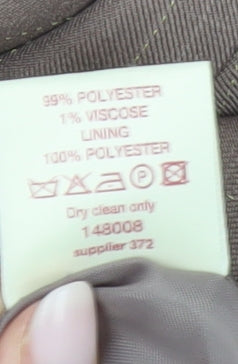 99% POLYESTER
1% VISCOSE
LINING
100% POLYESTER
P
Dry clean only
148008
supplier 372